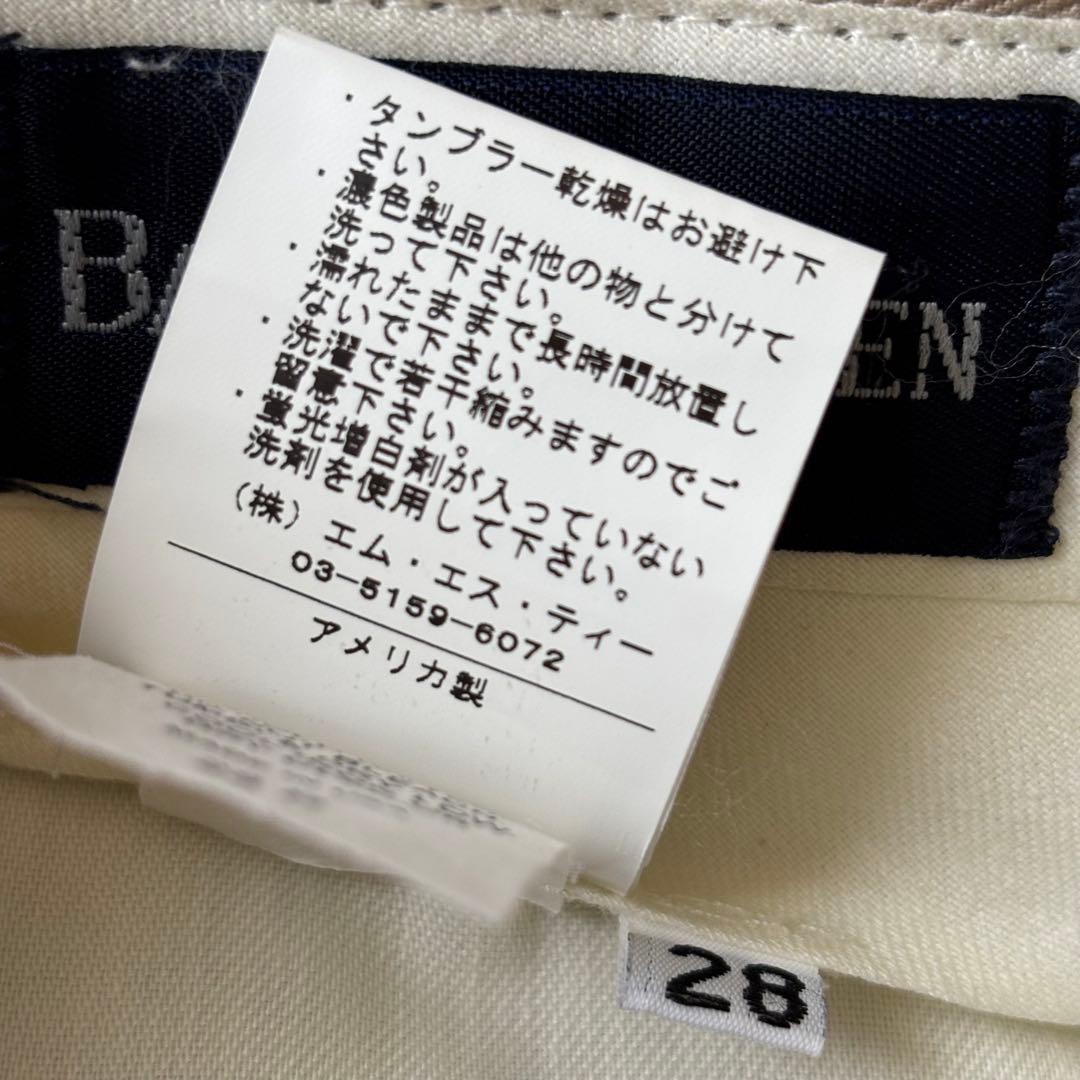 ・タンブラー乾燥はお避け下
さい。
・濃色製品は他の物と分けて
洗って下さい。
・濡れたままで長時間放置し
ないで下さい。
・洗濯で若干縮みますのでご
留意下さい。
・蛍光増白剤が入っていない
洗剤を使用して下さい。
(株)エム・エス・ティー
03-5159-6072
アメリカ製
28